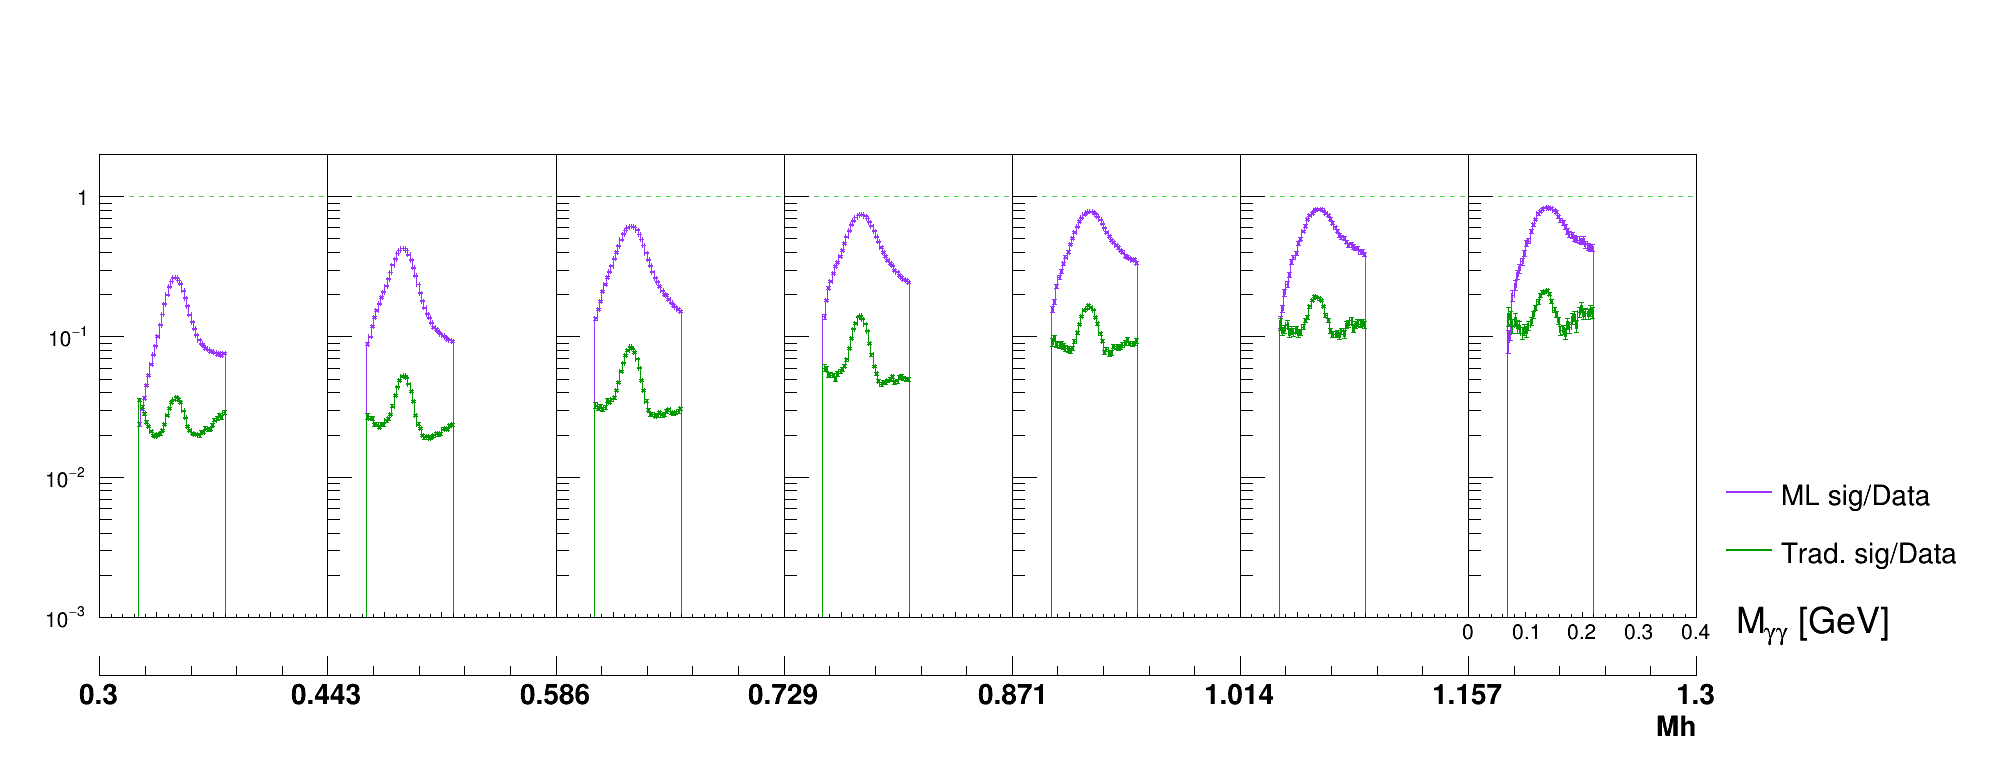 1
10⁻¹
10⁻²
10⁻³
ML sig/Data
Trad. sig/Data
Mγγ [GeV]
0 0.1 0.2 0.3 0.4
0.3 0.443 0.586 0.729 0.871 1.014 1.157 1.3
Mh